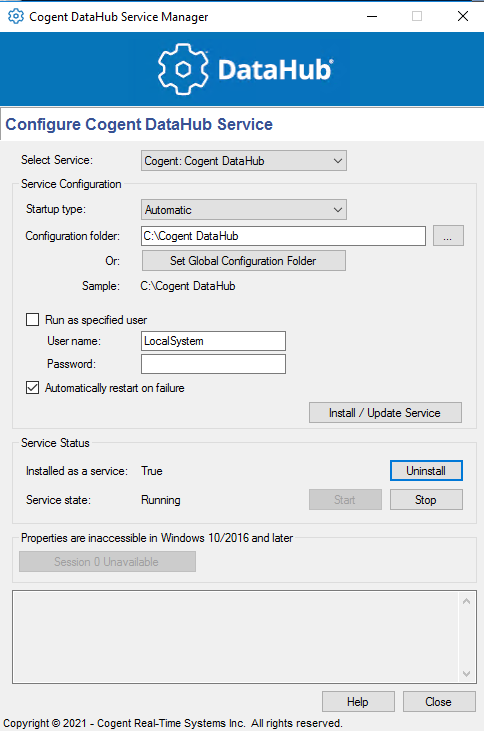 Cogent DataHub Service Manager
DataHub®
Configure Cogent DataHub Service
Select Service: Cogent: Cogent DataHub
Service Configuration
Startup type: Automatic
Configuration folder: C:\Cogent DataHub ...
Or: Set Global Configuration Folder
Sample: C:\Cogent DataHub
Run as specified user
User name: LocalSystem
Password:
Automatically restart on failure
Install / Update Service
Service Status
Installed as a service: True Uninstall
Service state: Running Start Stop
Properties are inaccessible in Windows 10/2016 and later
Session 0 Unavailable
Help Close
Copyright © 2021 - Cogent Real-Time Systems Inc. All rights reserved.